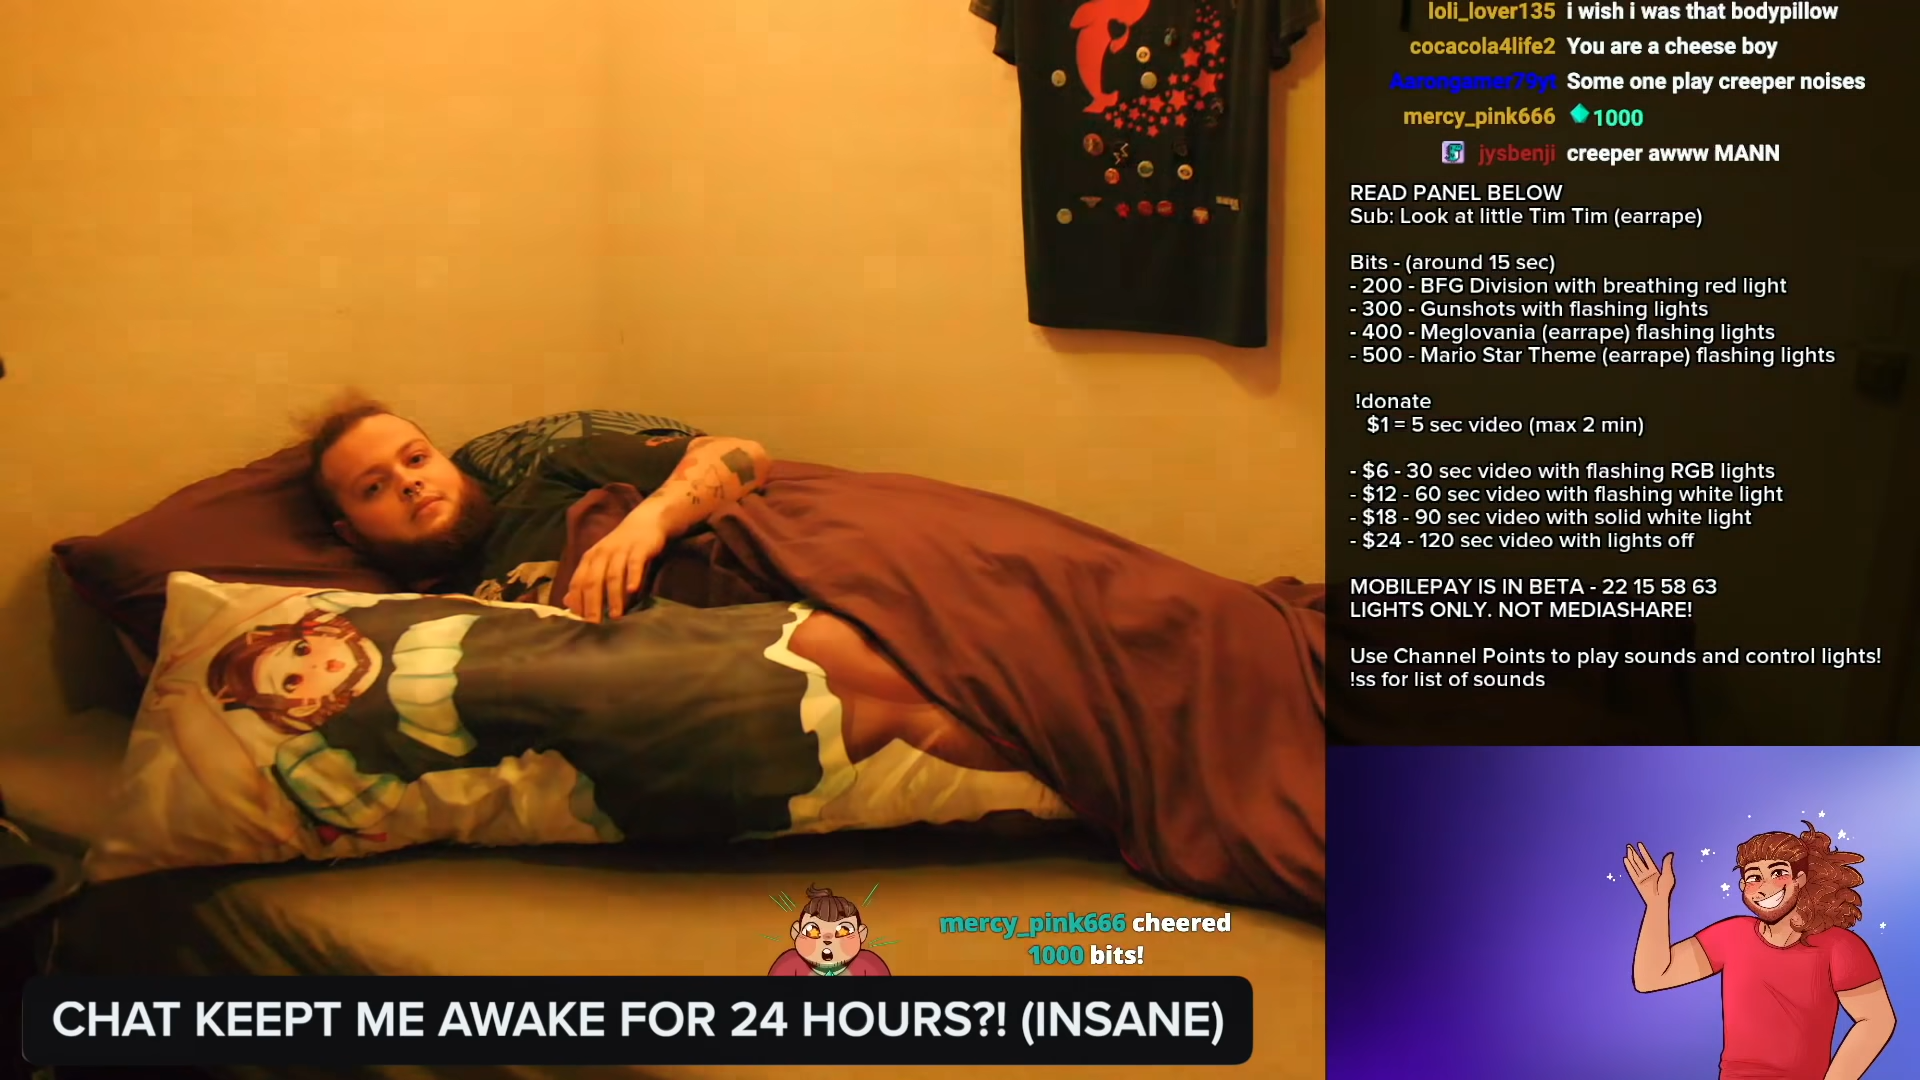 loli_lover135 i wish i was that bodypillow
cocacola4life2 You are a cheese boy
Aarongamer79yt Some one play creeper noises
mercy_pink666 1000
jysbenji creeper awww MANN
READ PANEL BELOW
Sub: Look at little Tim Tim (earrape)
Bits - (around 15 sec)
- 200 - BFG Division with breathing red light
- 300 - Gunshots with flashing lights
- 400 - Meglovania (earrape) flashing lights
- 500 - Mario Star Theme (earrape) flashing lights
!donate
$1 = 5 sec video (max 2 min)
- $6 - 30 sec video with flashing RGB lights
- $12 - 60 sec video with flashing white light
- $18 - 90 sec video with solid white light
- $24 - 120 sec video with lights off
MOBILEPAY IS IN BETA - 22 15 58 63
LIGHTS ONLY. NOT MEDIASHARE!
Use Channel Points to play sounds and control lights!
!ss for list of sounds
mercy_pink666 cheered
1000 bits!
CHAT KEEPT ME AWAKE FOR 24 HOURS?! (INSANE)